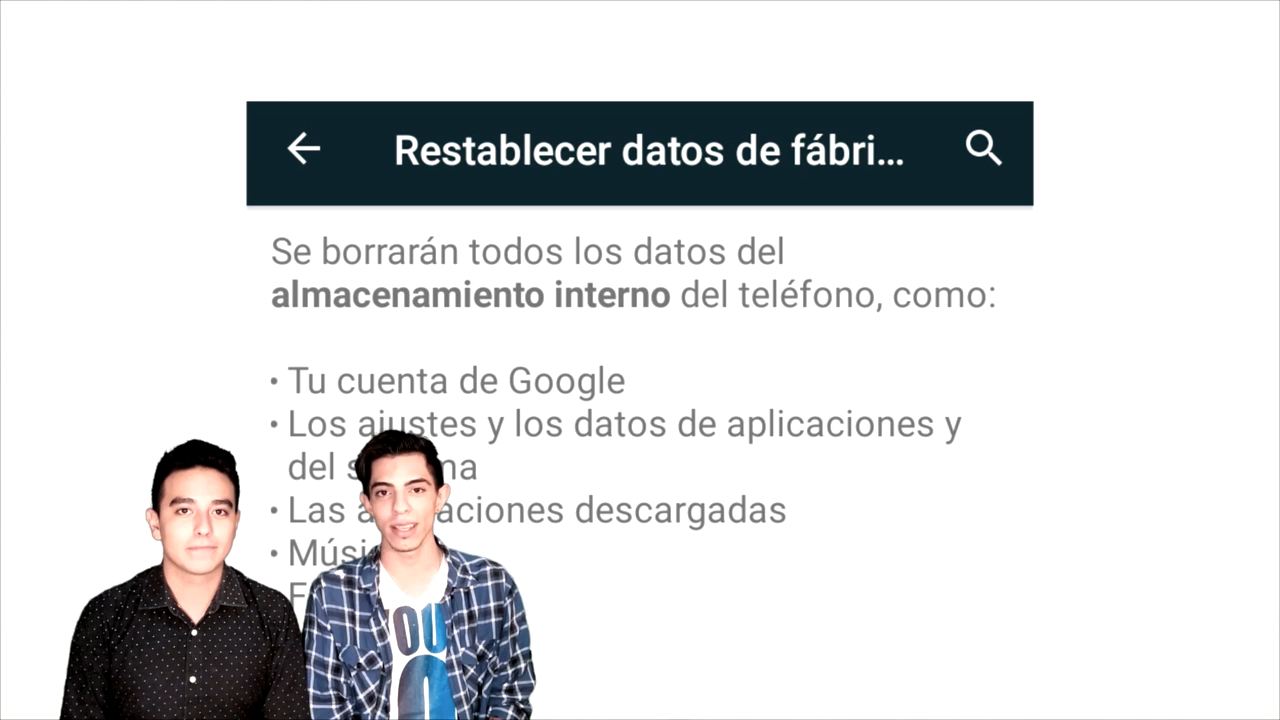 Restablecer datos de fábri...
Se borrarán todos los datos del
almacenamiento interno del teléfono, como:
• Tu cuenta de Google
• Los ajustes y los datos de aplicaciones y
del
• Las
descargadas
•
YOU